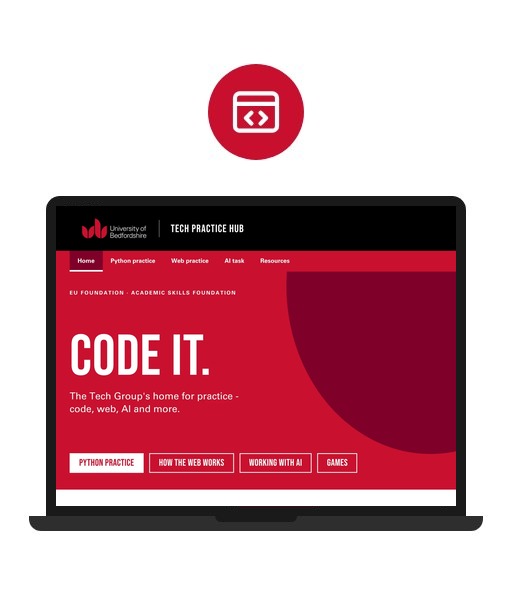 University of
Bedfordshire
TECH PRACTICE HUB
Home
Python practice
Web practice
AI task
Resources
EU FOUNDATION - ACADEMIC SKILLS FOUNDATION
CODE IT.
The Tech Group's home for practice -
code, web, AI and more.
PYTHON PRACTICE
HOW THE WEB WORKS
WORKING WITH AI
GAMES